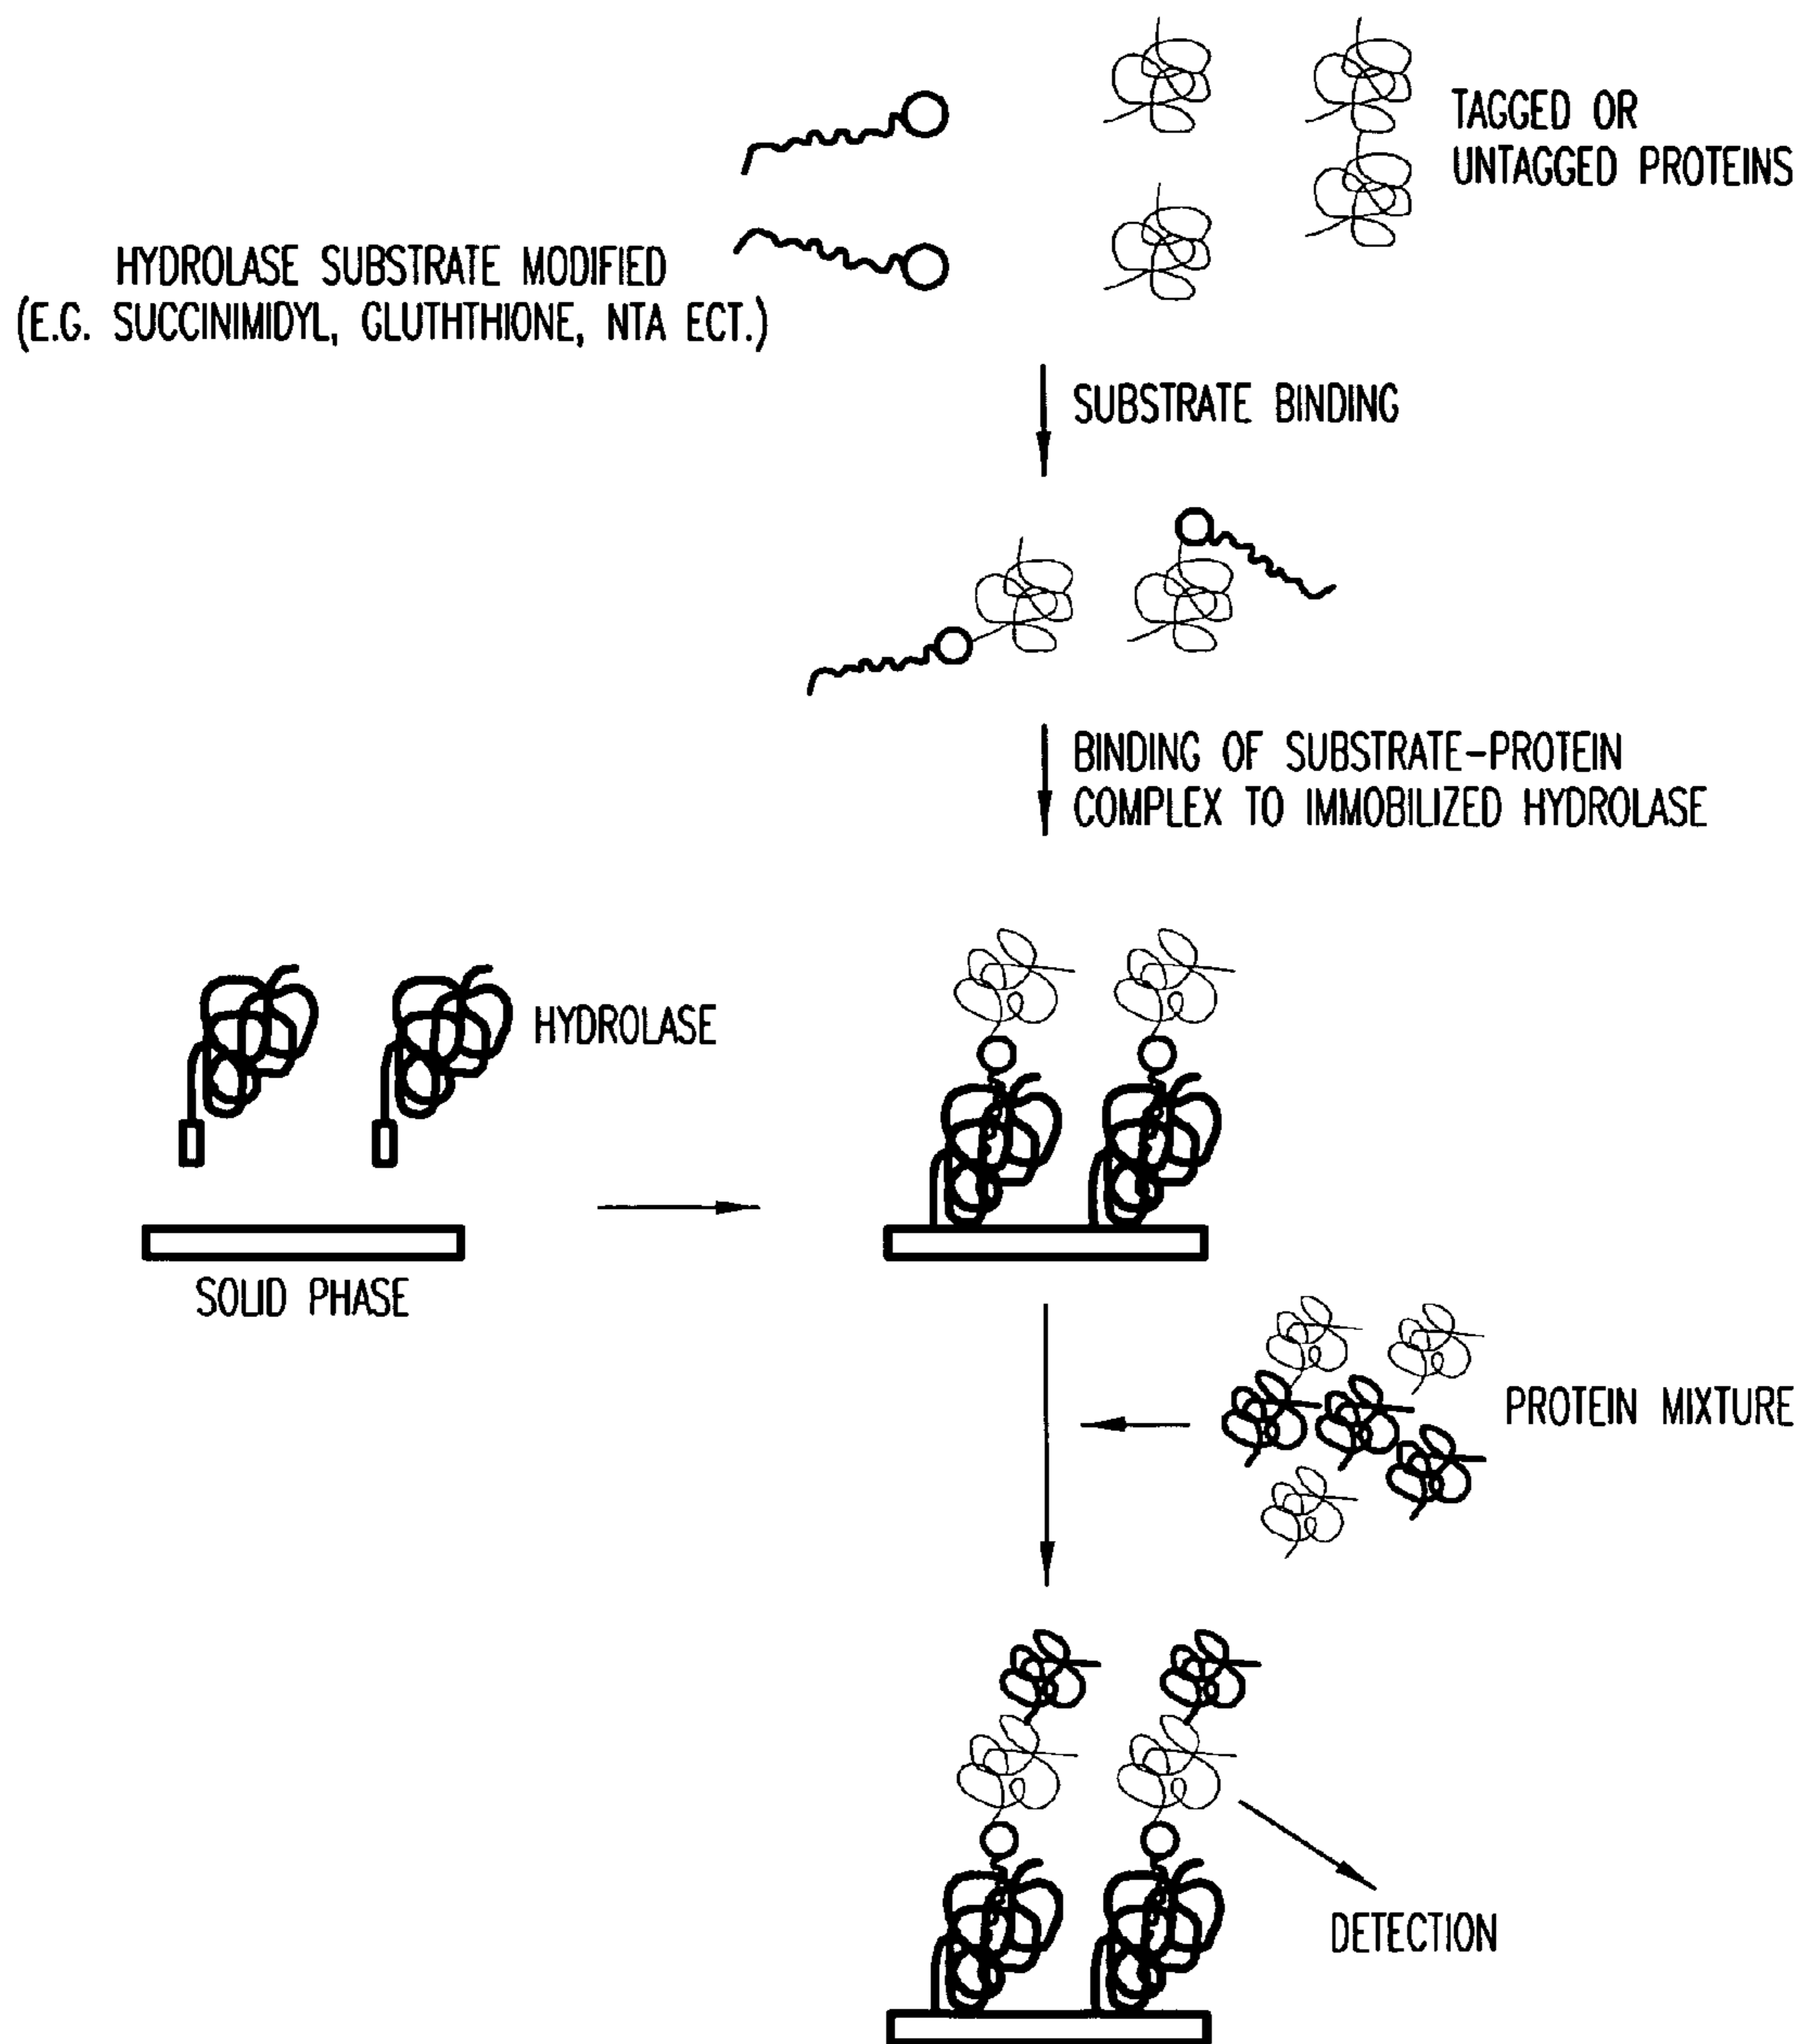 TAGGED OR
UNTAGGED PROTEINS
HYDROLASE SUBSTRATE MODIFIED
(E.G. SUCCINIMIDYL, GLUTHTHIONE, NTA ECT.)
SUBSTRATE BINDING
BINDING OF SUBSTRATE-PROTEIN
COMPLEX TO IMMOBILIZED HYDROLASE
HYDROLASE
SOLID PHASE
PROTEIN MIXTURE
DETECTION